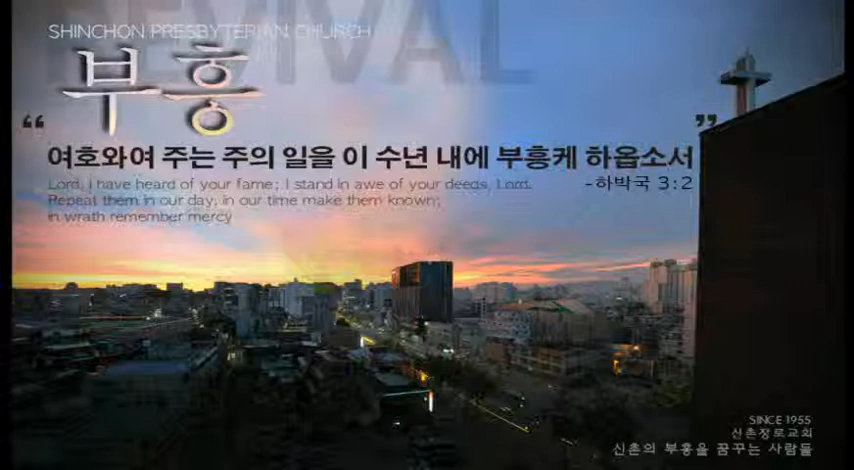 REVIVAL
SHINCHON PRESBYTERIAN CHURCH
부흥
“ 여호와여 주는 주의 일을 이 수년 내에 부흥케 하옵소서 ”
Lord, I have heard of your fame; I stand in awe of your deeds, Lord.
-하박국 3:2
Repeat them in our day, in our time make them known;
in wrath remember mercy
SINCE 1955
신촌장로교회
신촌의 부흥을 꿈꾸는 사람들